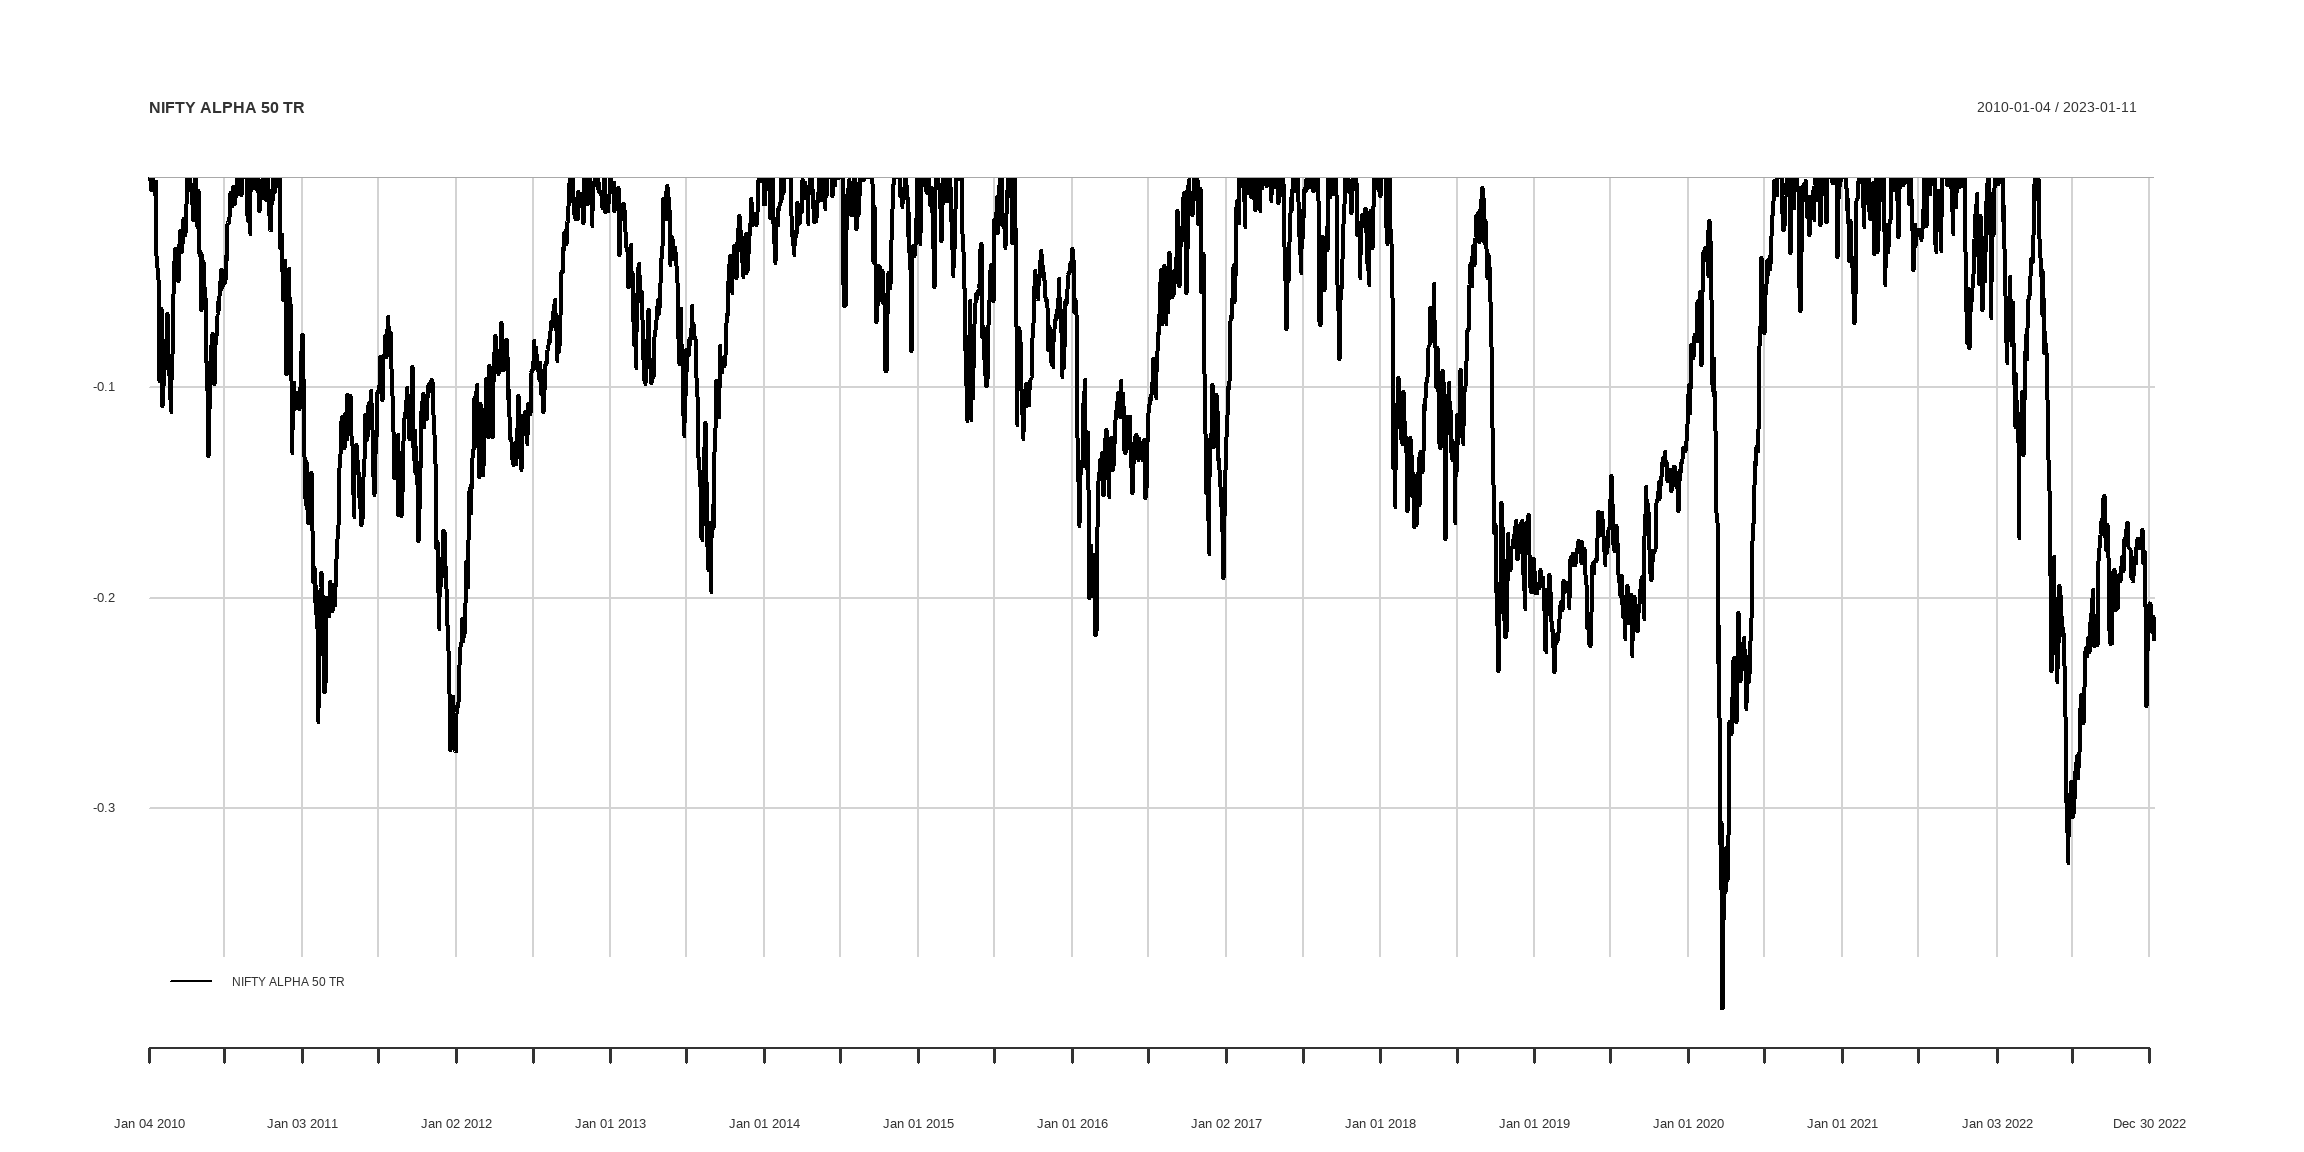 NIFTY ALPHA 50 TR
2010-01-04 / 2023-01-11
-0.1
-0.2
-0.3
NIFTY ALPHA 50 TR
Jan 04 2010 Jan 03 2011 Jan 02 2012 Jan 01 2013 Jan 01 2014 Jan 01 2015 Jan 01 2016 Jan 02 2017 Jan 01 2018 Jan 01 2019 Jan 01 2020 Jan 01 2021 Jan 03 2022 Dec 30 2022